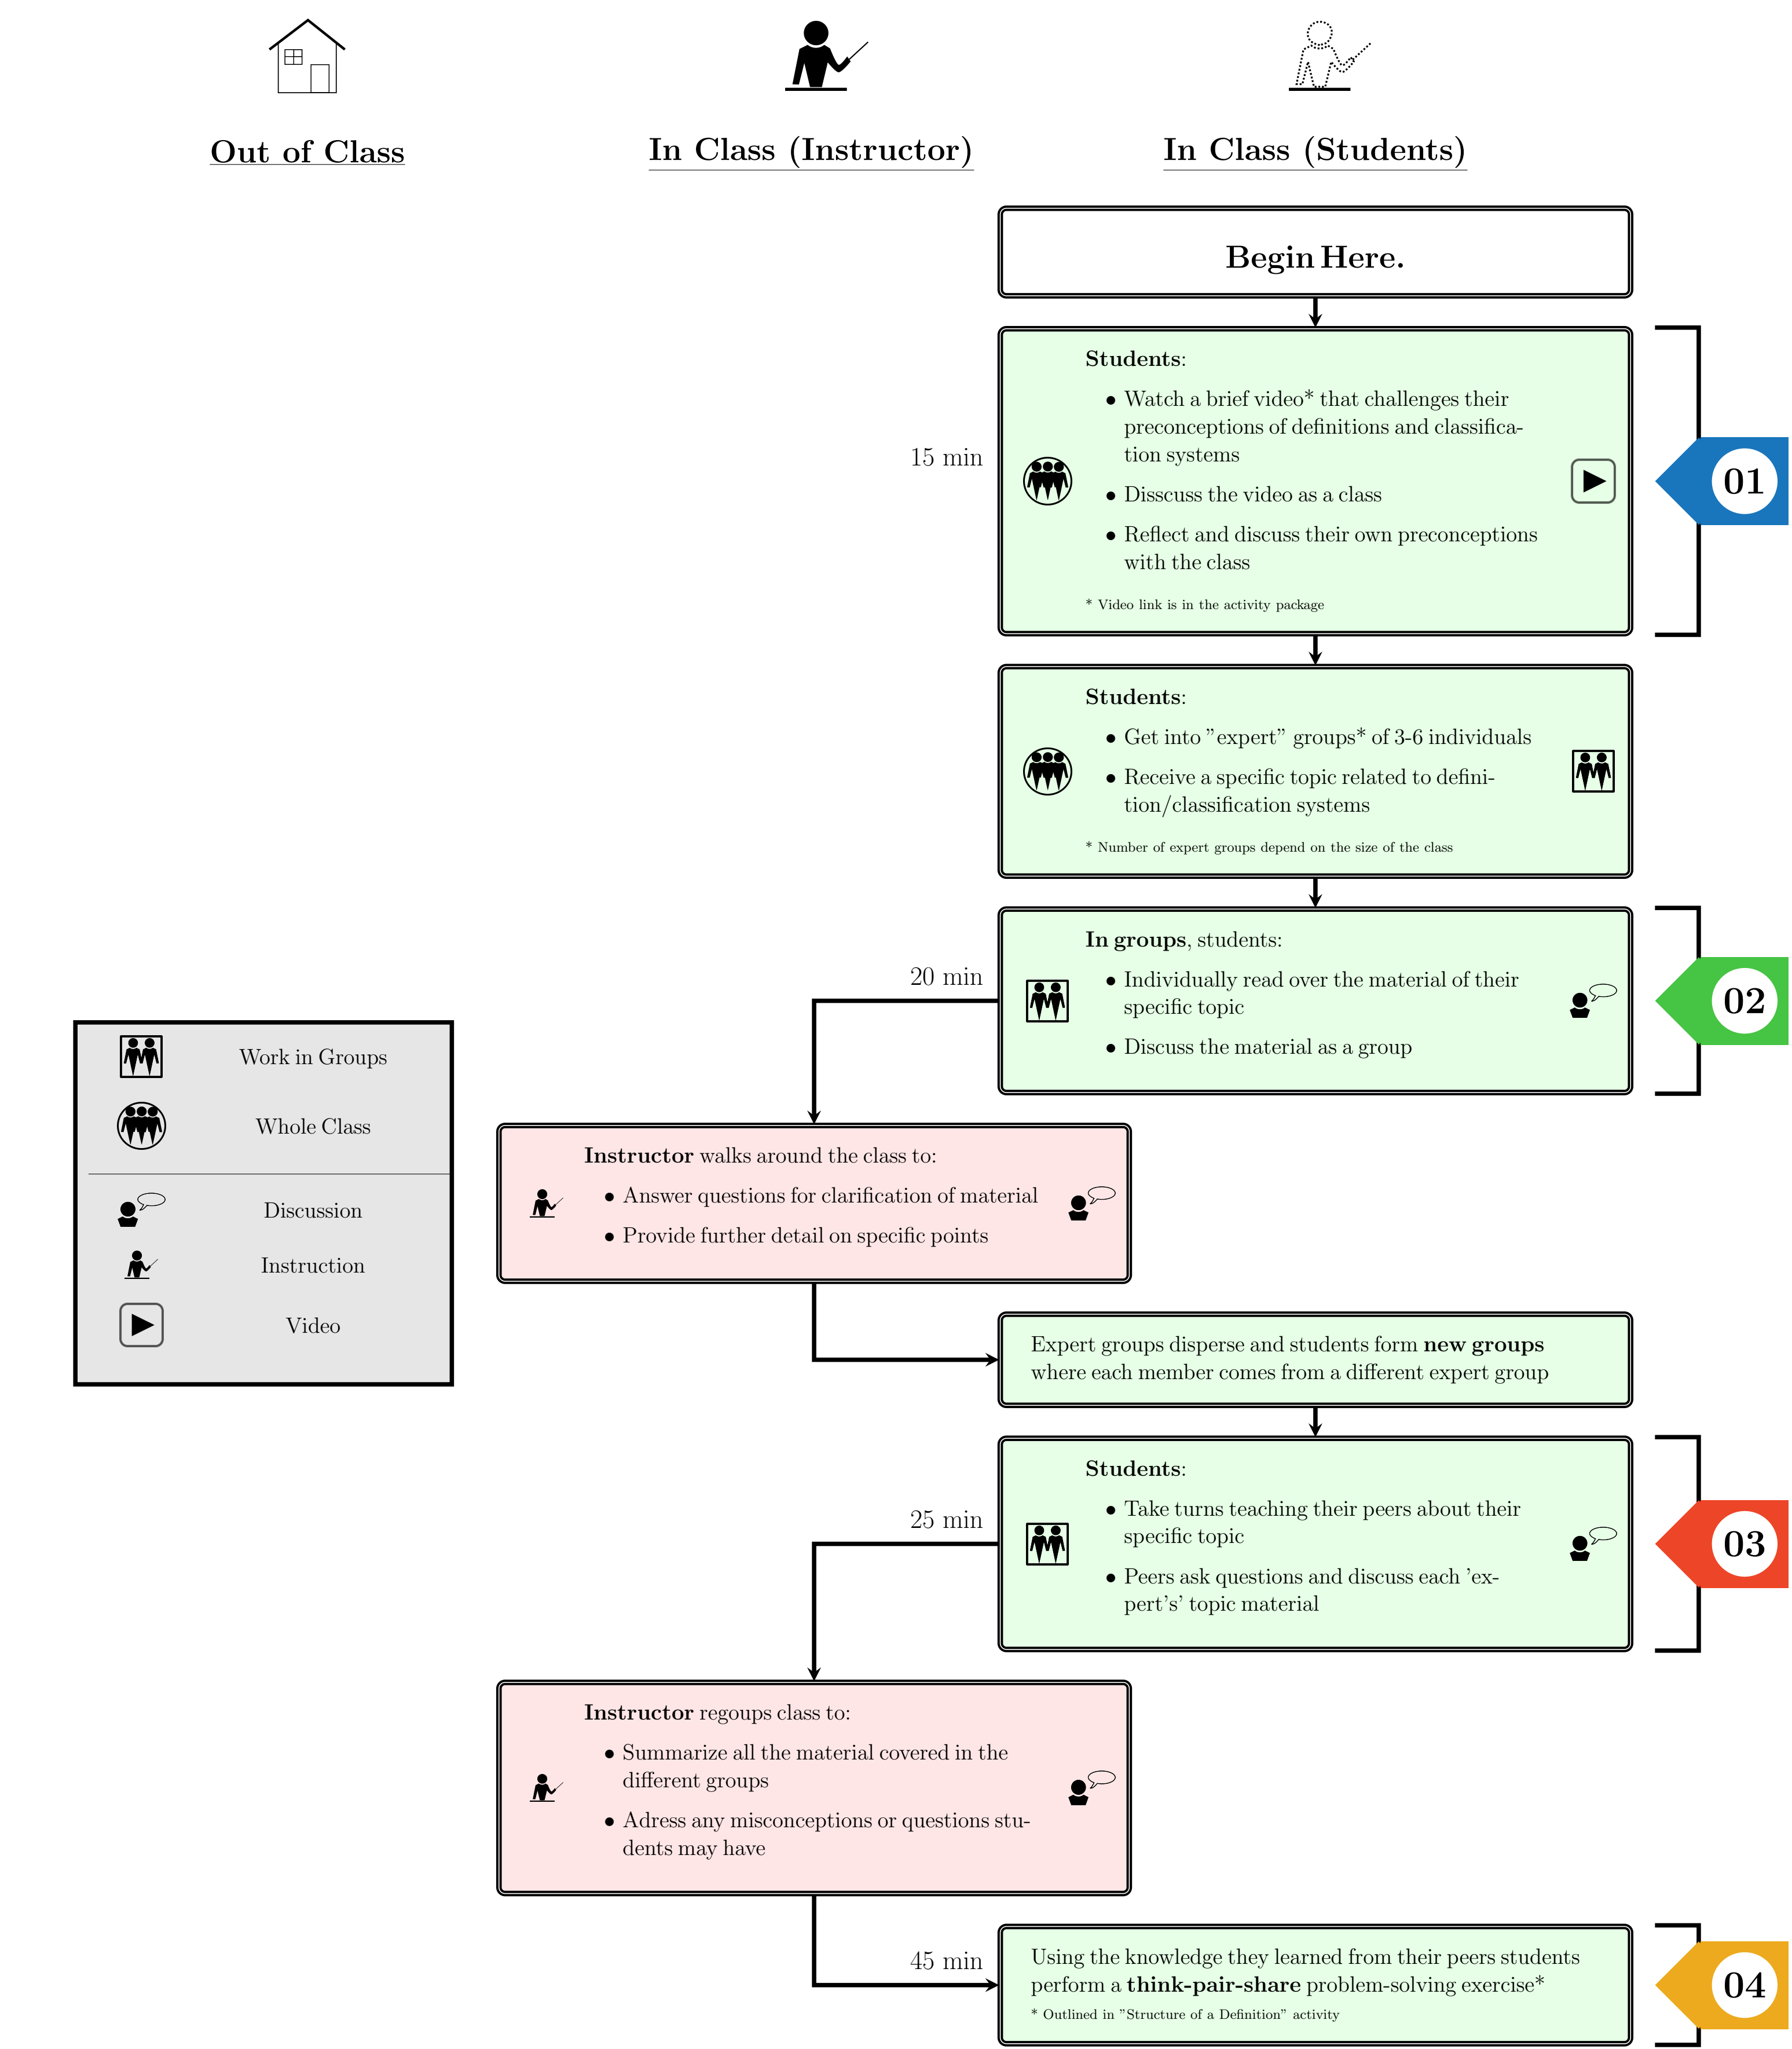 Out of Class
In Class (Instructor)
In Class (Students)
Begin Here.
15 min
Students:
• Watch a brief video* that challenges their
preconceptions of definitions and classifica-
tion systems
• Disscuss the video as a class
• Reflect and discuss their own preconceptions
with the class
* Video link is in the activity package
01
Students:
• Get into ”expert” groups* of 3-6 individuals
• Receive a specific topic related to defini-
tion/classification systems
* Number of expert groups depend on the size of the class
20 min
In groups, students:
• Individually read over the material of their
specific topic
• Discuss the material as a group
02
Work in Groups
Whole Class
Discussion
Instruction
Video
Instructor walks around the class to:
• Answer questions for clarification of material
• Provide further detail on specific points
Expert groups disperse and students form new groups
where each member comes from a different expert group
25 min
Students:
• Take turns teaching their peers about their
specific topic
• Peers ask questions and discuss each ’ex-
pert’s’ topic material
03
Instructor regoups class to:
• Summarize all the material covered in the
different groups
• Adress any misconceptions or questions stu-
dents may have
45 min
Using the knowledge they learned from their peers students
perform a think-pair-share problem-solving exercise*
* Outlined in ”Structure of a Definition” activity
04